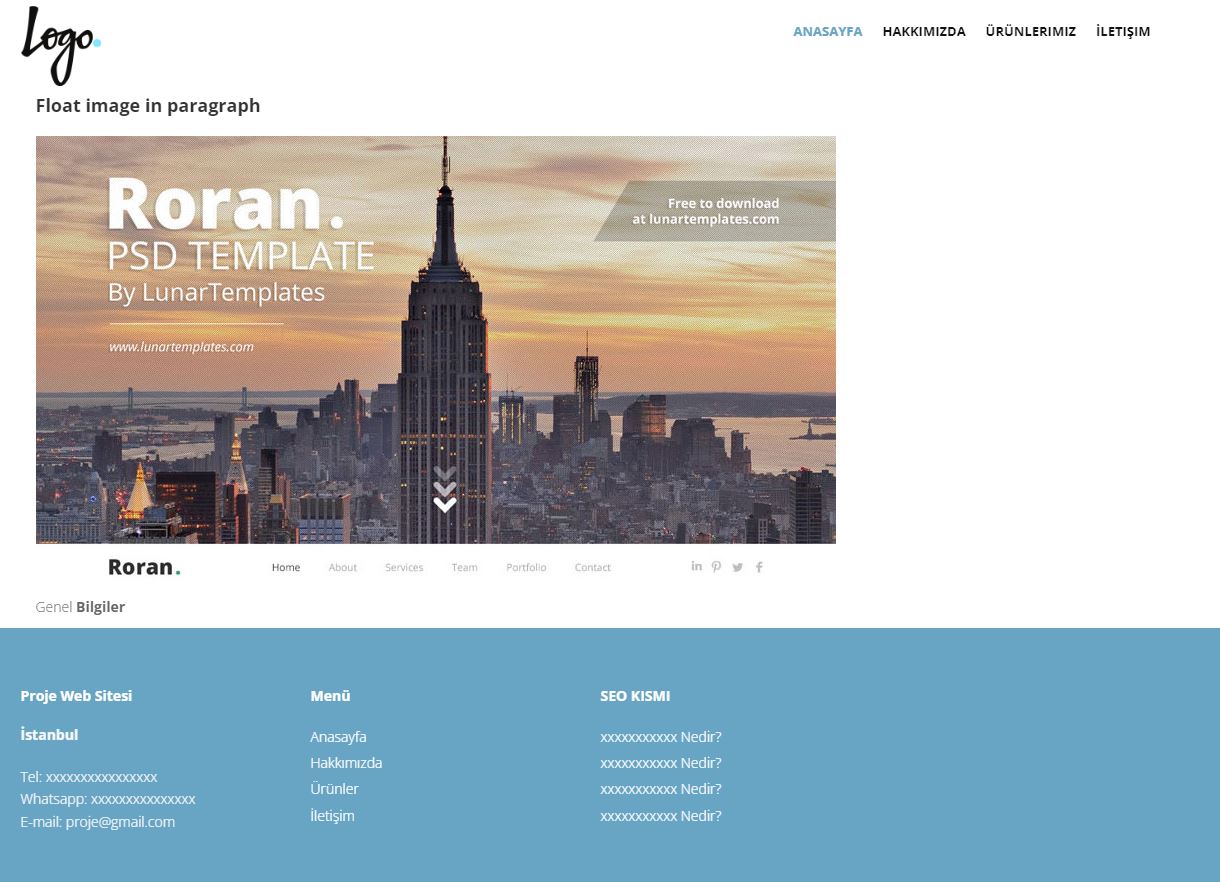 Logo
ANASAYFA HAKKIMIZDA ÜRÜNLERIMIZ İLETIŞIM
Float image in paragraph
Roran.
PSD TEMPLATE
By LunarTemplates
www.lunartemplates.com
Free to download
at lunartemplates.com
Roran. Home About Services Team Portfolio Contact
Genel Bilgiler
Proje Web Sitesi
İstanbul
Tel: xxxxxxxxxxxxxxxx
Whatsapp: xxxxxxxxxxxxxxx
E-mail: proje@gmail.com
Menü
Anasayfa
Hakkımızda
Ürünler
İletişim
SEO KISMI
xxxxxxxxxxx Nedir?
xxxxxxxxxxx Nedir?
xxxxxxxxxxx Nedir?
xxxxxxxxxxx Nedir?